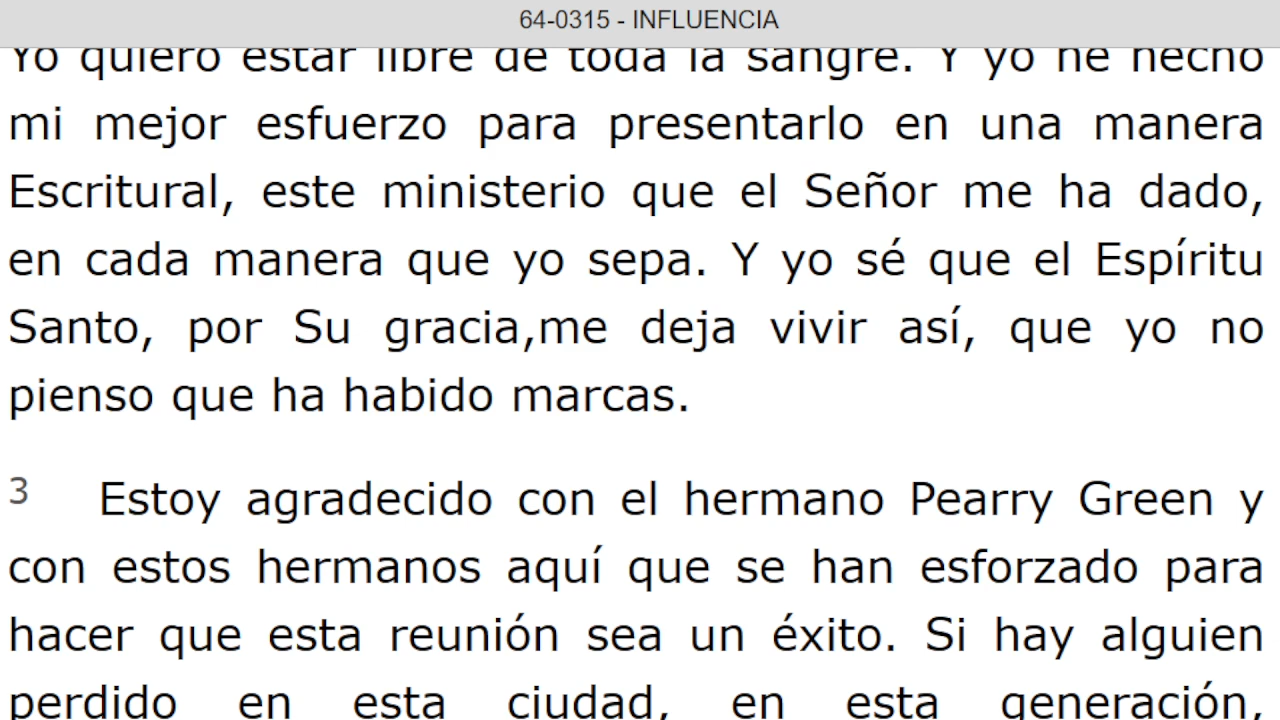 64-0315 - INFLUENCIA
Yo quiero estar libre de toda la sangre. Y yo he hecho
mi mejor esfuerzo para presentarlo en una manera
Escritural, este ministerio que el Señor me ha dado,
en cada manera que yo sepa. Y yo sé que el Espíritu
Santo, por Su gracia,me deja vivir así, que yo no
pienso que ha habido marcas.
3 Estoy agradecido con el hermano Pearry Green y
con estos hermanos aquí que se han esforzado para
hacer que esta reunión sea un éxito. Si hay alguien
perdido en esta ciudad, en esta generación,